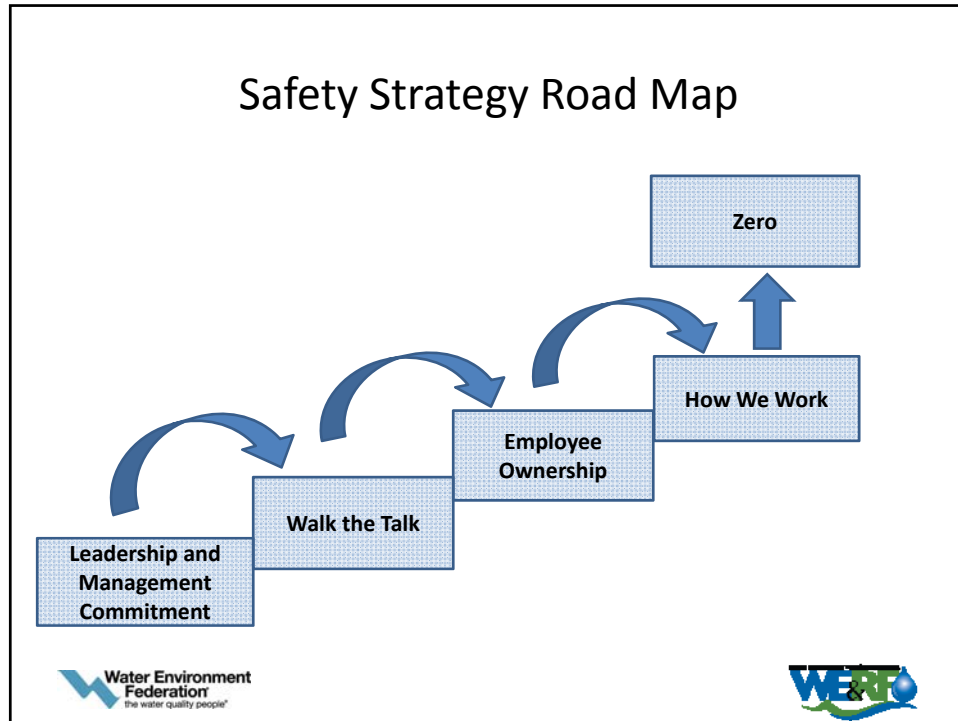 Safety Strategy Road Map
Zero
How We Work
Employee
Ownership
Walk the Talk
Leadership and
Management
Commitment
Water Environment
Federation
the water quality people®
WE&RF